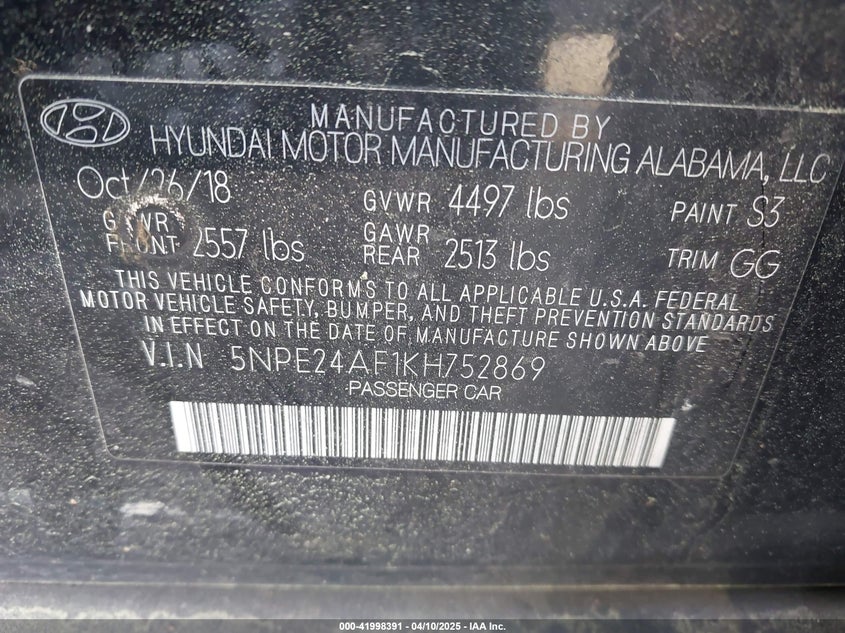 MANUFACTURED BY
HYUNDAI MOTOR MANUFACTURING ALABAMA, LLC
Oct/26/18 GVWR 4497 lbs PAINT S3
GAWR FRONT 2557 lbs GAWR REAR 2513 lbs TRIM GG
THIS VEHICLE CONFORMS TO ALL APPLICABLE U.S.A. FEDERAL
MOTOR VEHICLE SAFETY, BUMPER, AND THEFT PREVENTION STANDARDS
IN EFFECT ON THE DATE OF MANUFACTURE SHOWN ABOVE.
V.I.N 5NPE24AF1KH752869
PASSENGER CAR
000-41998391 - 04/10/2025 - IAA Inc.